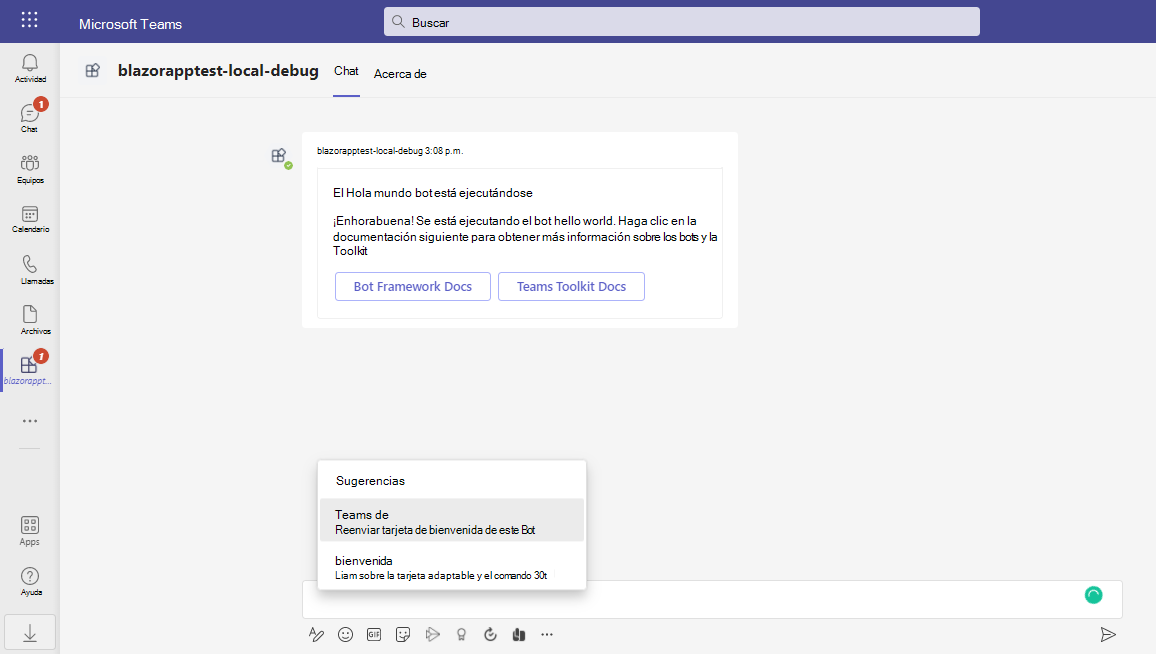 Microsoft Teams
Buscar
Actividad
1
Chat
Equipos
Calendario
Llamadas
Archivos
1
blazorappt...
Apps
Ayuda
blazorapptest-local-debug
Chat
Acerca de
blazorapptest-local-debug 3:08 p.m.
El Hola mundo bot está ejecutándose
¡Enhorabuena! Se está ejecutando el bot hello world. Haga clic en la
documentación siguiente para obtener más información sobre los bots y la
Toolkit
Bot Framework Docs
Teams Toolkit Docs
Sugerencias
Teams de
Reenviar tarjeta de bienvenida de este Bot
bienvenida
Liam sobre la tarjeta adaptable y el comando 30t
GIF